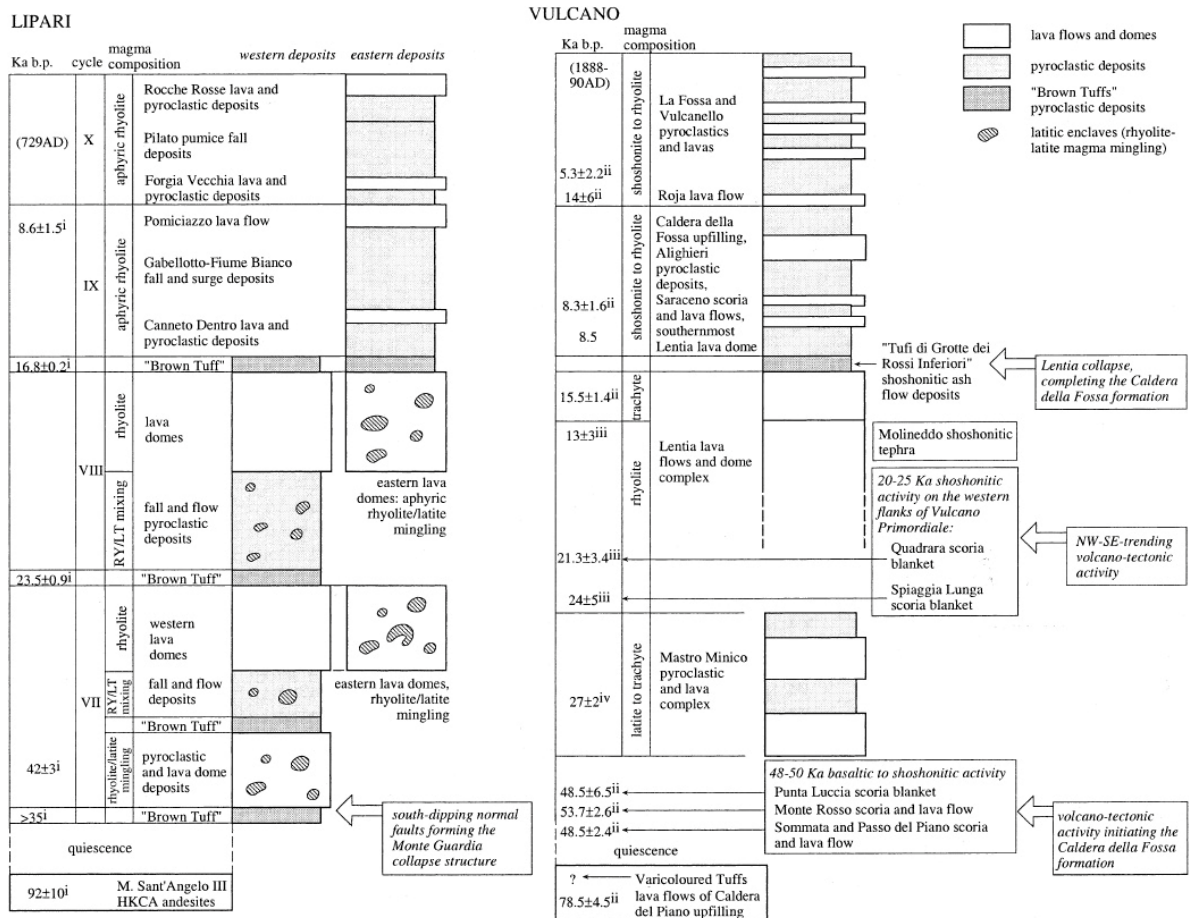 LIPARI
Ka b.p.
cycle
magma
composition
western deposits
eastern deposits
(729AD)
X
aphyric rhyolite
Rocche Rosse lava and
pyroclastic deposits
Pilato pumice fall
deposits
Forgia Vecchia lava and
pyroclastic deposits
8.6±1.5i
IX
aphyric rhyolite
Pomiciazzo lava flow
Gabellotto-Fiume Bianco
fall and surge deposits
Canneto Dentro lava and
pyroclastic deposits
16.8±0.2i
"Brown Tuff"
VIII
rhyolite
lava
domes
eastern lava
domes: aphyric
rhyolite/latite
mingling
RY/LT mixing
fall and flow
pyroclastic
deposits
23.5±0.9i
"Brown Tuff"
VII
rhyolite
western
lava
domes
eastern lava domes,
rhyolite/latite
mingling
RY/LT
mixing
fall and flow
deposits
"Brown Tuff"
42±3i
rhyolite/latite
mingling
pyroclastic
and lava dome
deposits
>35i
"Brown Tuff"
south-dipping normal
faults forming the
Monte Guardia
collapse structure
quiescence
92±10i
M. Sant'Angelo III
HKCA andesites
VULCANO
Ka b.p.
magma
composition
(1888-
90AD)
shoshonite to rhyolite
La Fossa and
Vulcanello
pyroclastics
and lavas
5.3±2.2ii
14±6ii
Roja lava flow
shoshonite to rhyolite
Caldera della
Fossa upfilling,
Alighieri
pyroclastic
deposits,
Saraceno scoria
and lava flows,
southernmost
Lentia lava dome
8.3±1.6ii
8.5
"Tufi di Grotte dei
Rossi Inferiori"
shoshonitic ash
flow deposits
Lentia collapse,
completing the Caldera
della Fossa formation
15.5±1.4ii
trachyte
13±3iii
rhyolite
Lentia lava
flows and dome
complex
Molineddo shoshonitic
tephra
20-25 Ka shoshonitic
activity on the western
flanks of Vulcano
Primordiale:
21.3±3.4iii
Quadrara scoria
blanket
24±5iii
Spiaggia Lunga
scoria blanket
NW-SE-trending
volcano-tectonic
activity
27±2iv
latite to trachyte
Mastro Minico
pyroclastic
and lava
complex
48-50 Ka basaltic to shoshonitic activity
48.5±6.5ii
Punta Luccia scoria blanket
53.7±2.6ii
Monte Rosso scoria and lava flow
48.5±2.4ii
Sommata and Passo del Piano scoria
and lava flow
volcano-tectonic
activity initiating the
Caldera della Fossa
formation
quiescence
?
Varicoloured Tuffs
78.5±4.5ii
lava flows of Caldera
del Piano upfilling
lava flows and domes
pyroclastic deposits
"Brown Tuffs"
pyroclastic deposits
latitic enclaves (rhyolite-
latite magma mingling)